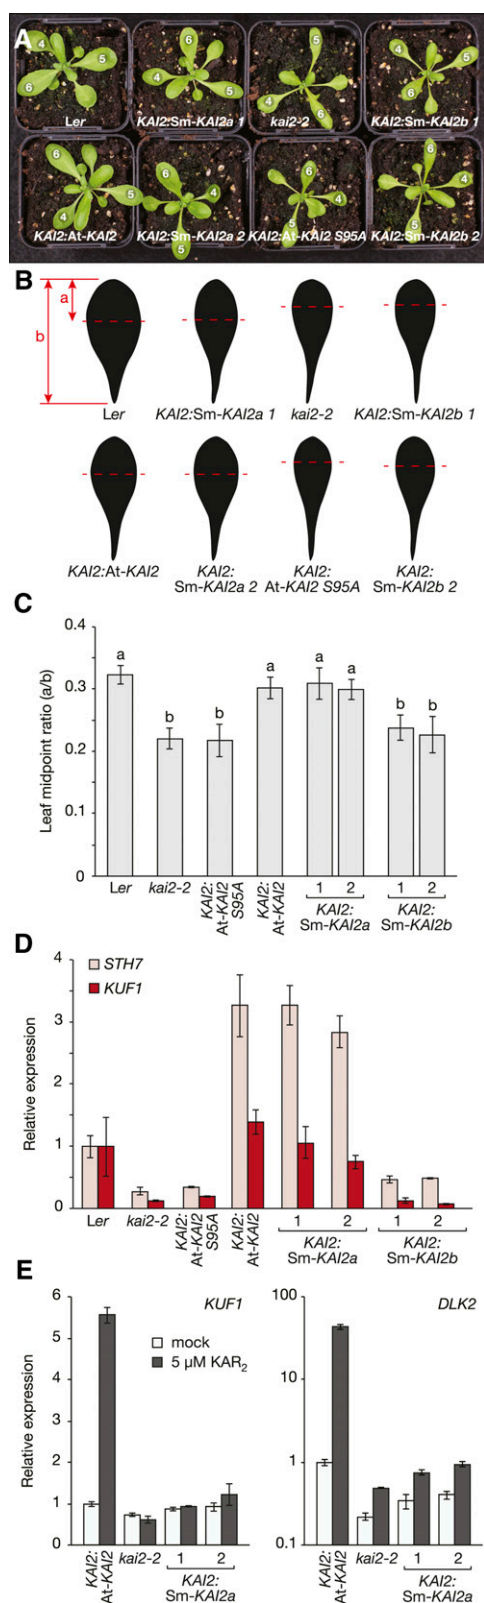 A
4
5
6
Ler
4
5
6
KAI2:Sm-KAI2a 1
5
4
6
kai2-2
5
4
6
KAI2:Sm-KAI2b 1
6
5
4
KAI2:At-KAI2
6
4
5
KAI2:Sm-KAI2a 2
6
4
5
KAI2:At-KAI2 S95A
6
4
5
KAI2:Sm-KAI2b 2
B
a
b
Ler
KAI2:Sm-KAI2a 1
kai2-2
KAI2:Sm-KAI2b 1
KAI2:At-KAI2
KAI2:
Sm-KAI2a 2
KAI2:
At-KAI2 S95A
KAI2:
Sm-KAI2b 2
C
Leaf midpoint ratio (a/b)
0.4
0.3
0.2
0.1
0
a
b
b
a
a
a
b
b
Ler
kai2-2
KAI2:
At-KAI2
S95A
KAI2:
At-KAI2
1
2
KAI2:
Sm-KAI2a
1
2
KAI2:
Sm-KAI2b
D
STH7
KUF1
Relative expression
4
3
2
1
0
Ler
kai2-2
KAI2:
At-KAI2
S95A
KAI2:
At-KAI2
1
2
KAI2:
Sm-KAI2a
1
2
KAI2:
Sm-KAI2b
E
KUF1
mock
5 µM KAR2
Relative expression
6
5
4
3
2
1
0
KAI2:
At-KAI2
kai2-2
1
2
KAI2:
Sm-KAI2a
DLK2
100
10
1
0.1
KAI2:
At-KAI2
kai2-2
1
2
KAI2:
Sm-KAI2a